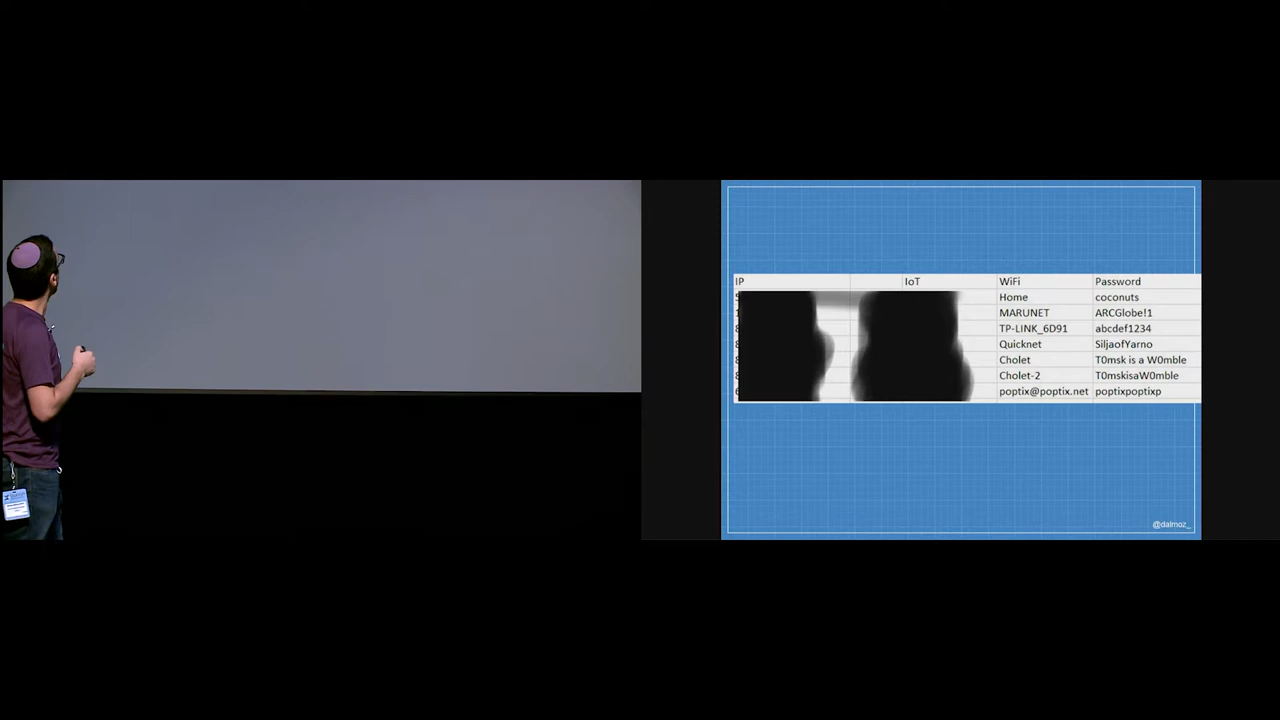 IP IoT WiFi Password
Home coconuts
MARUNET ARCGlobe!1
TP-LINK_6D91 abcdef1234
Quicknet SiljaofYarno
Cholet T0msk is a W0mble
Cholet-2 T0mskisaW0mble
poptix@poptix.net poptixpoptixp
@dalmoz_